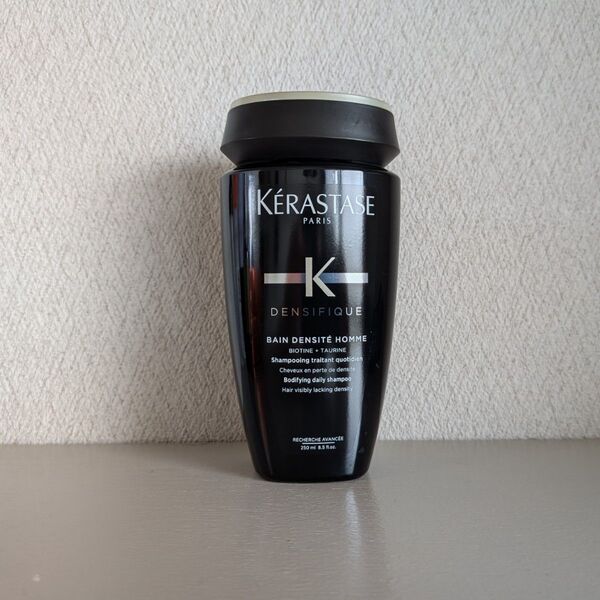 KÉRASTASE
PARIS
K
DENSIFIQUE
BAIN DENSITÉ HOMME
BIOTINE + TAURINE
Shampooing traitant quotidien
Cheveux en perte de densité
Bodifying daily shampoo
Hair visibly lacking density
RECHERCHE AVANCÉE
250 ml 8.5 fl.oz.